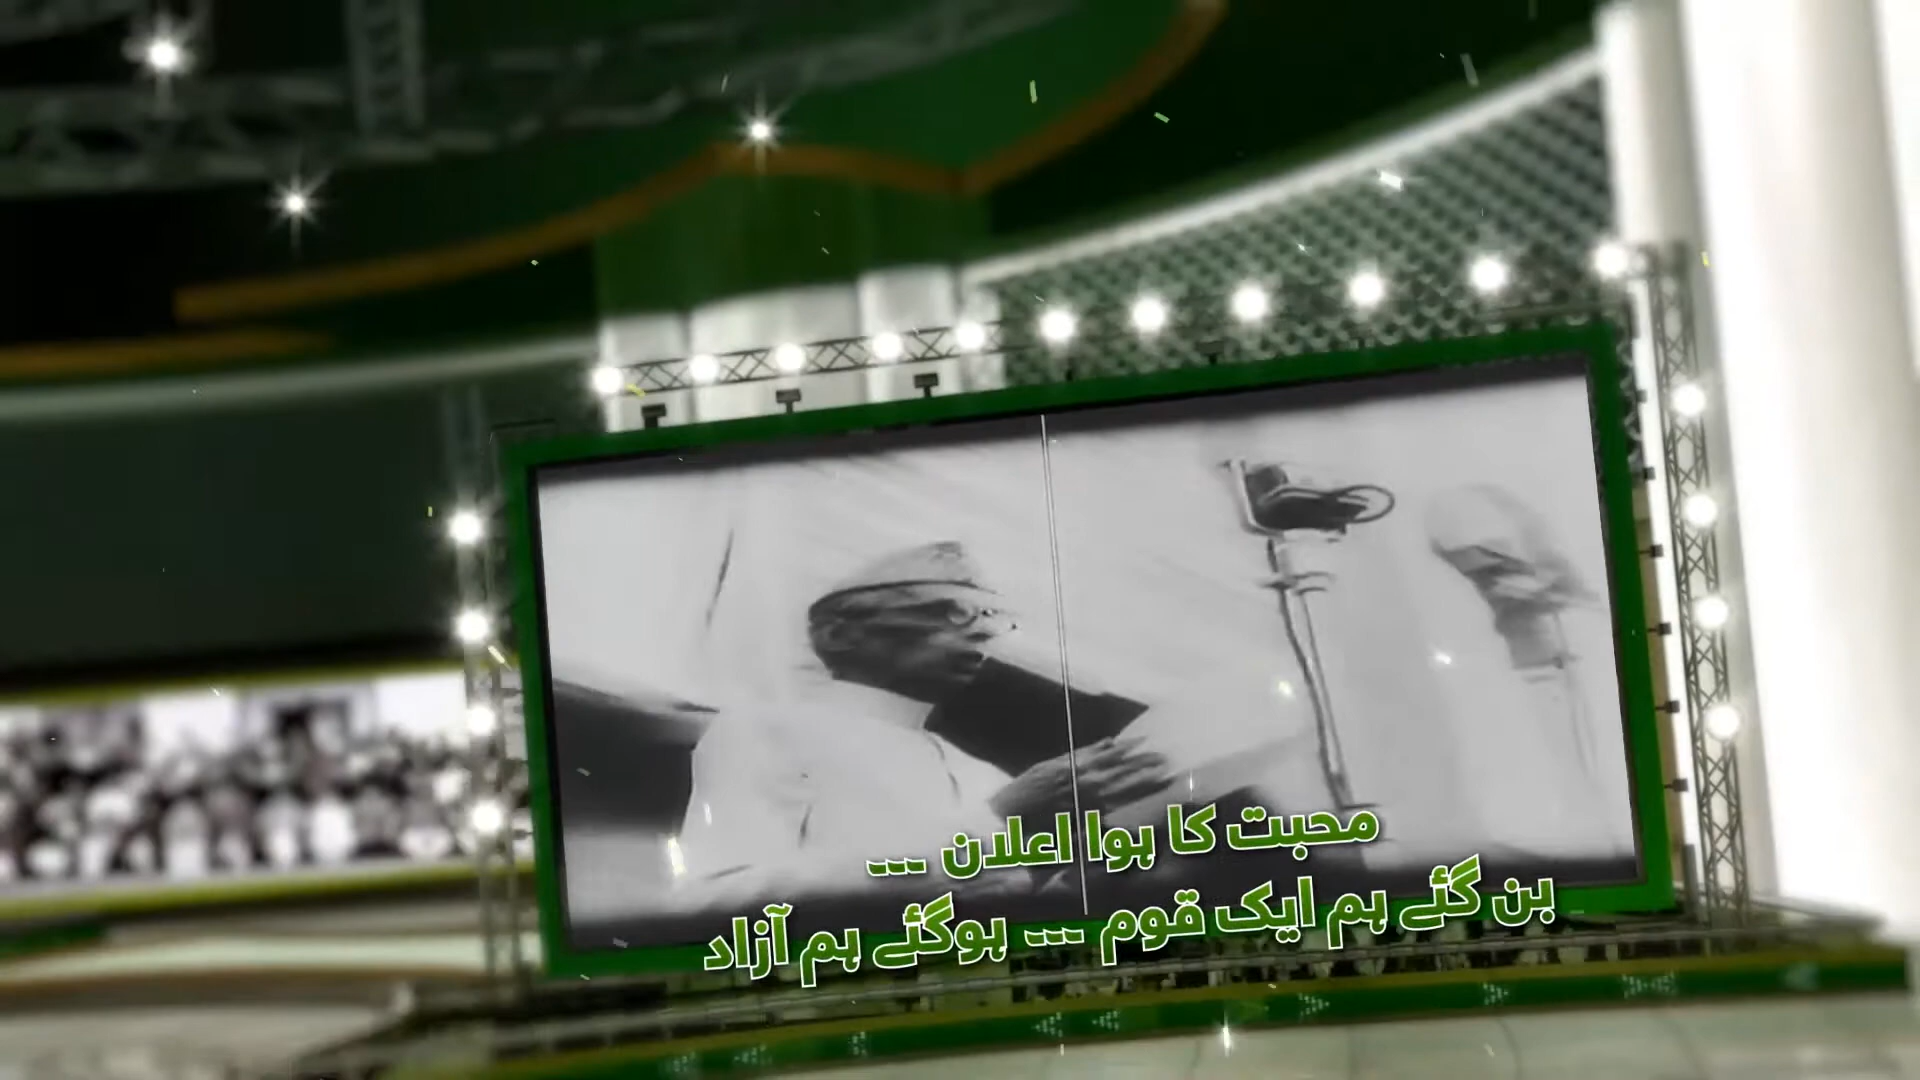 محبت کا ہوا اعلان ---
بن گئے ہم ایک قوم --- ہوگئے ہم آزاد